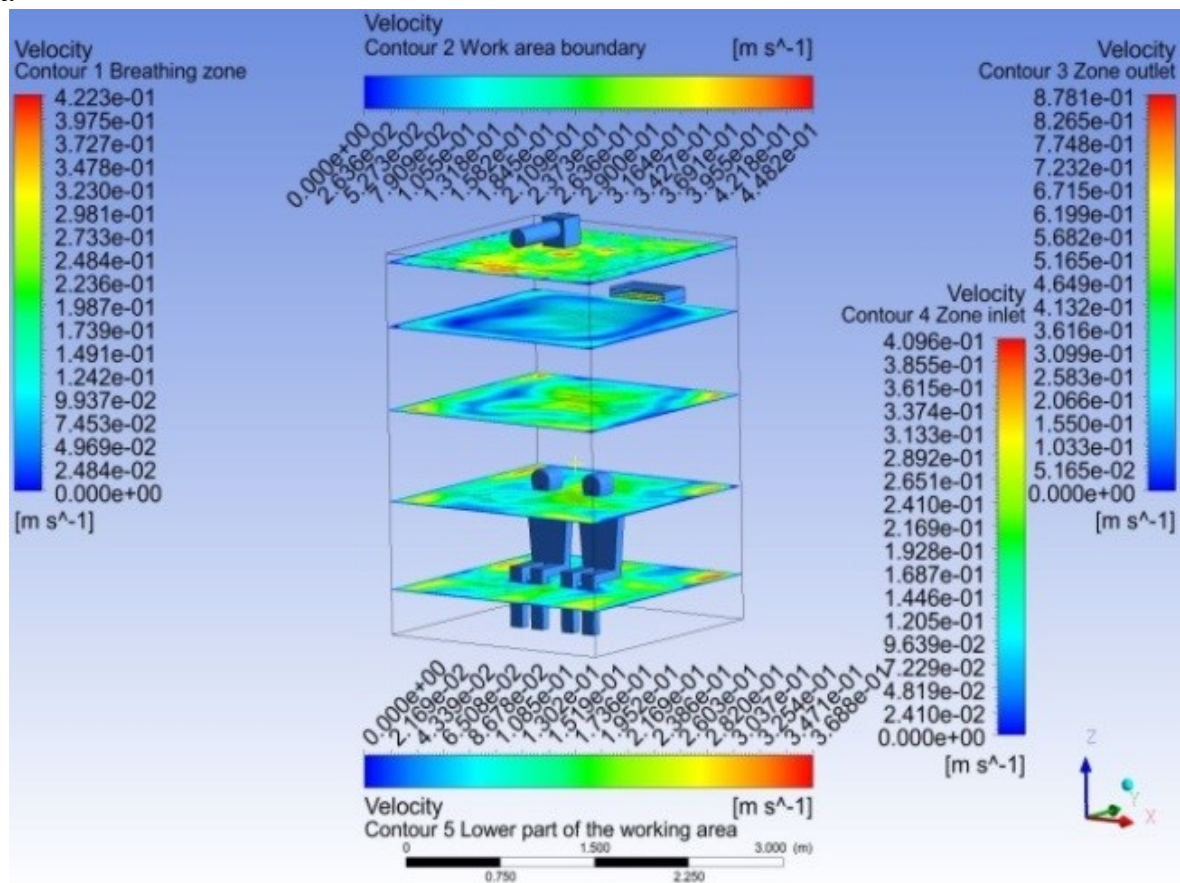 Velocity
Contour 1 Breathing zone
4.223e-01
3.975e-01
3.727e-01
3.478e-01
3.230e-01
2.981e-01
2.733e-01
2.484e-01
2.236e-01
1.987e-01
1.739e-01
1.491e-01
1.242e-01
9.937e-02
7.453e-02
4.969e-02
2.484e-02
0.000e+00
[m s^-1]
Velocity
Contour 2 Work area boundary [m s^-1]
0.000e+00
2.636e-02
5.273e-02
7.909e-02
1.055e-01
1.318e-01
1.582e-01
1.845e-01
2.109e-01
2.373e-01
2.636e-01
2.900e-01
3.164e-01
3.427e-01
3.691e-01
3.955e-01
4.218e-01
4.482e-01
Velocity
Contour 3 Zone outlet
8.781e-01
8.265e-01
7.748e-01
7.232e-01
6.715e-01
6.199e-01
5.682e-01
5.165e-01
4.649e-01
4.132e-01
3.616e-01
3.099e-01
2.583e-01
2.066e-01
1.550e-01
1.033e-01
5.165e-02
0.000e+00
[m s^-1]
Velocity
Contour 4 Zone inlet
4.096e-01
3.855e-01
3.615e-01
3.374e-01
3.133e-01
2.892e-01
2.651e-01
2.410e-01
2.169e-01
1.928e-01
1.687e-01
1.446e-01
1.205e-01
9.639e-02
7.229e-02
4.819e-02
2.410e-02
0.000e+00
[m s^-1]
0.000e+00
2.169e-02
4.339e-02
6.508e-02
8.678e-02
1.085e-01
1.302e-01
1.519e-01
1.736e-01
1.952e-01
2.169e-01
2.386e-01
2.603e-01
2.820e-01
3.037e-01
3.254e-01
3.471e-01
3.688e-01
Velocity [m s^-1]
Contour 5 Lower part of the working area
0 1.500 3.000 (m)
0.750 2.250
Z
Y
X